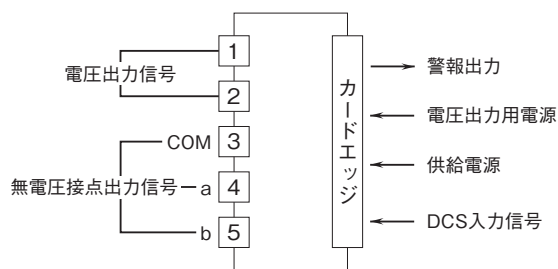 電圧出力信号
1
2
COM 3
無電圧接点出力信号 a 4
b 5
カードエッジ
警報出力
電圧出力用電源
供給電源
DCS入力信号